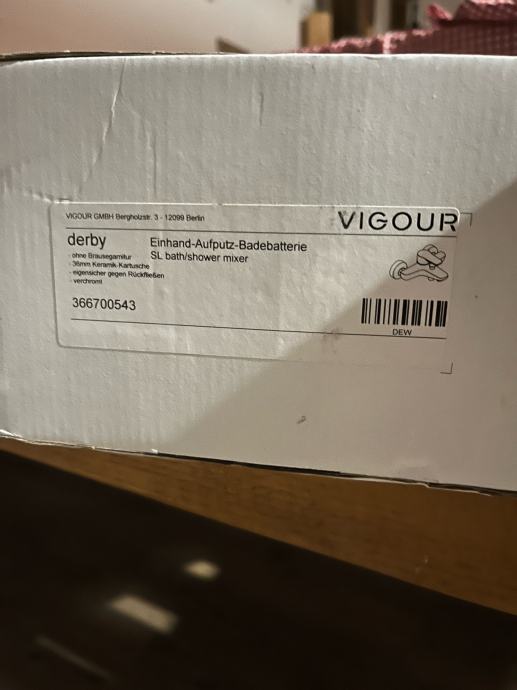 VIGOUR GMBH Bergholzstr. 3 - 12099 Berlin
VIGOUR
derby
Einhand-Aufputz-Badebatterie
SL bath/shower mixer
- ohne Brausegarnitur
- 36mm Keramik-Kartusche
- eigensicher gegen Rückfließen
- verchromt
366700543
DEW